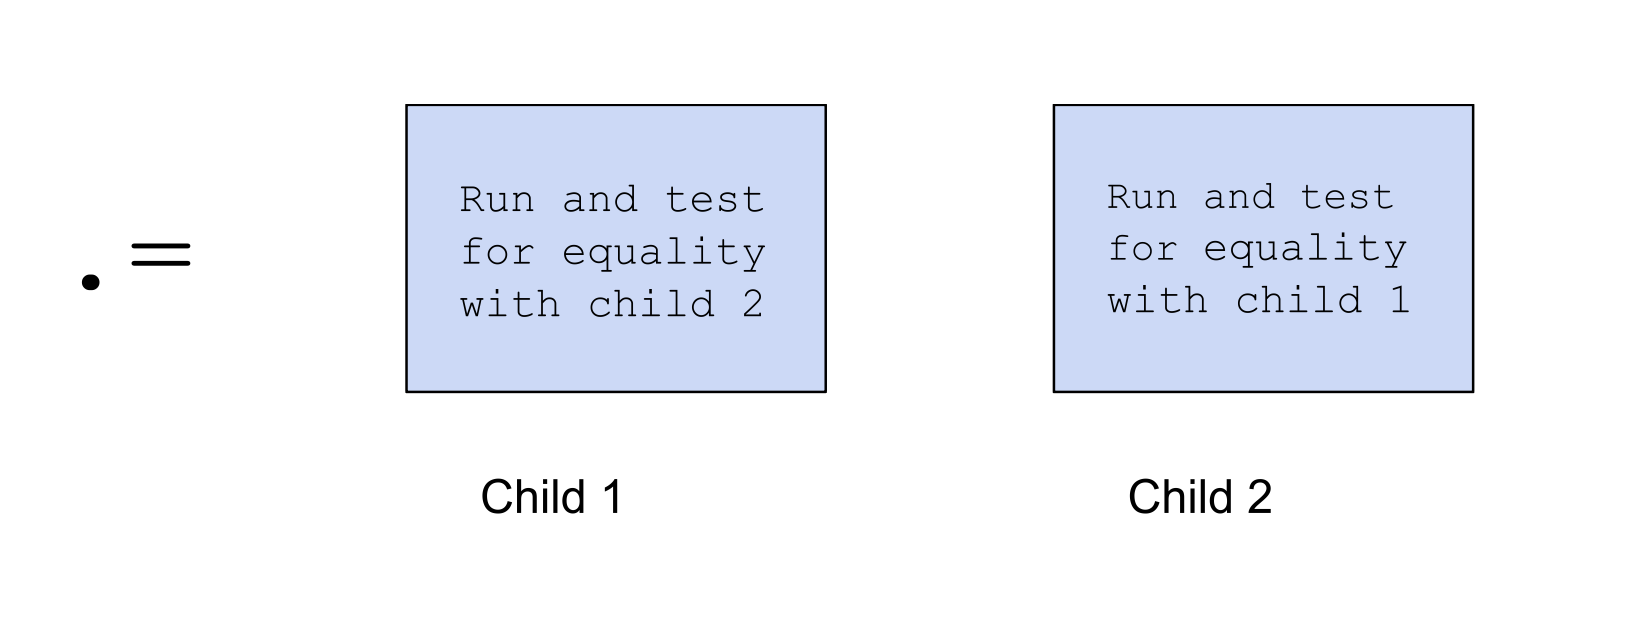 .=
Run and test
for equality
with child 2
Run and test
for equality
with child 1
Child 1
Child 2